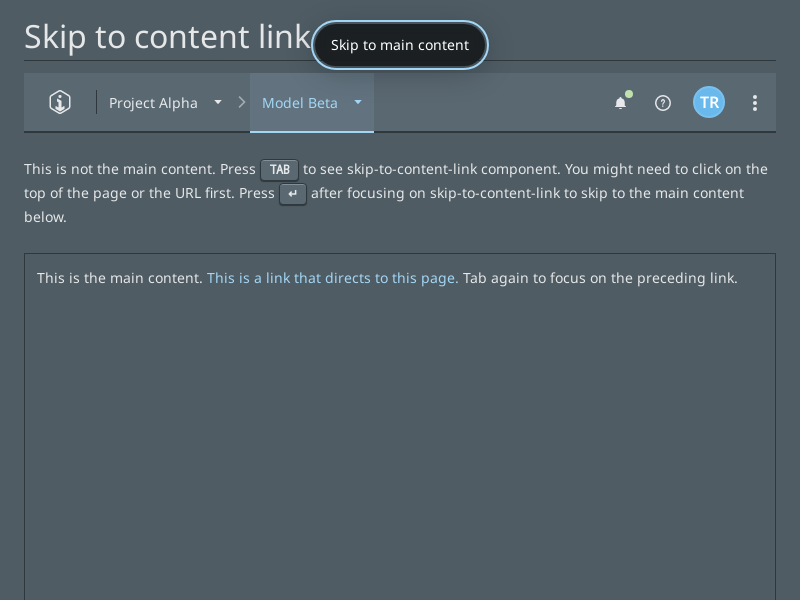 Skip to content link
Skip to main content
Project Alpha
Model Beta
TR
This is not the main content. Press TAB to see skip-to-content-link component. You might need to click on the
top of the page or the URL first. Press ↵ after focusing on skip-to-content-link to skip to the main content
below.
This is the main content. This is a link that directs to this page. Tab again to focus on the preceding link.